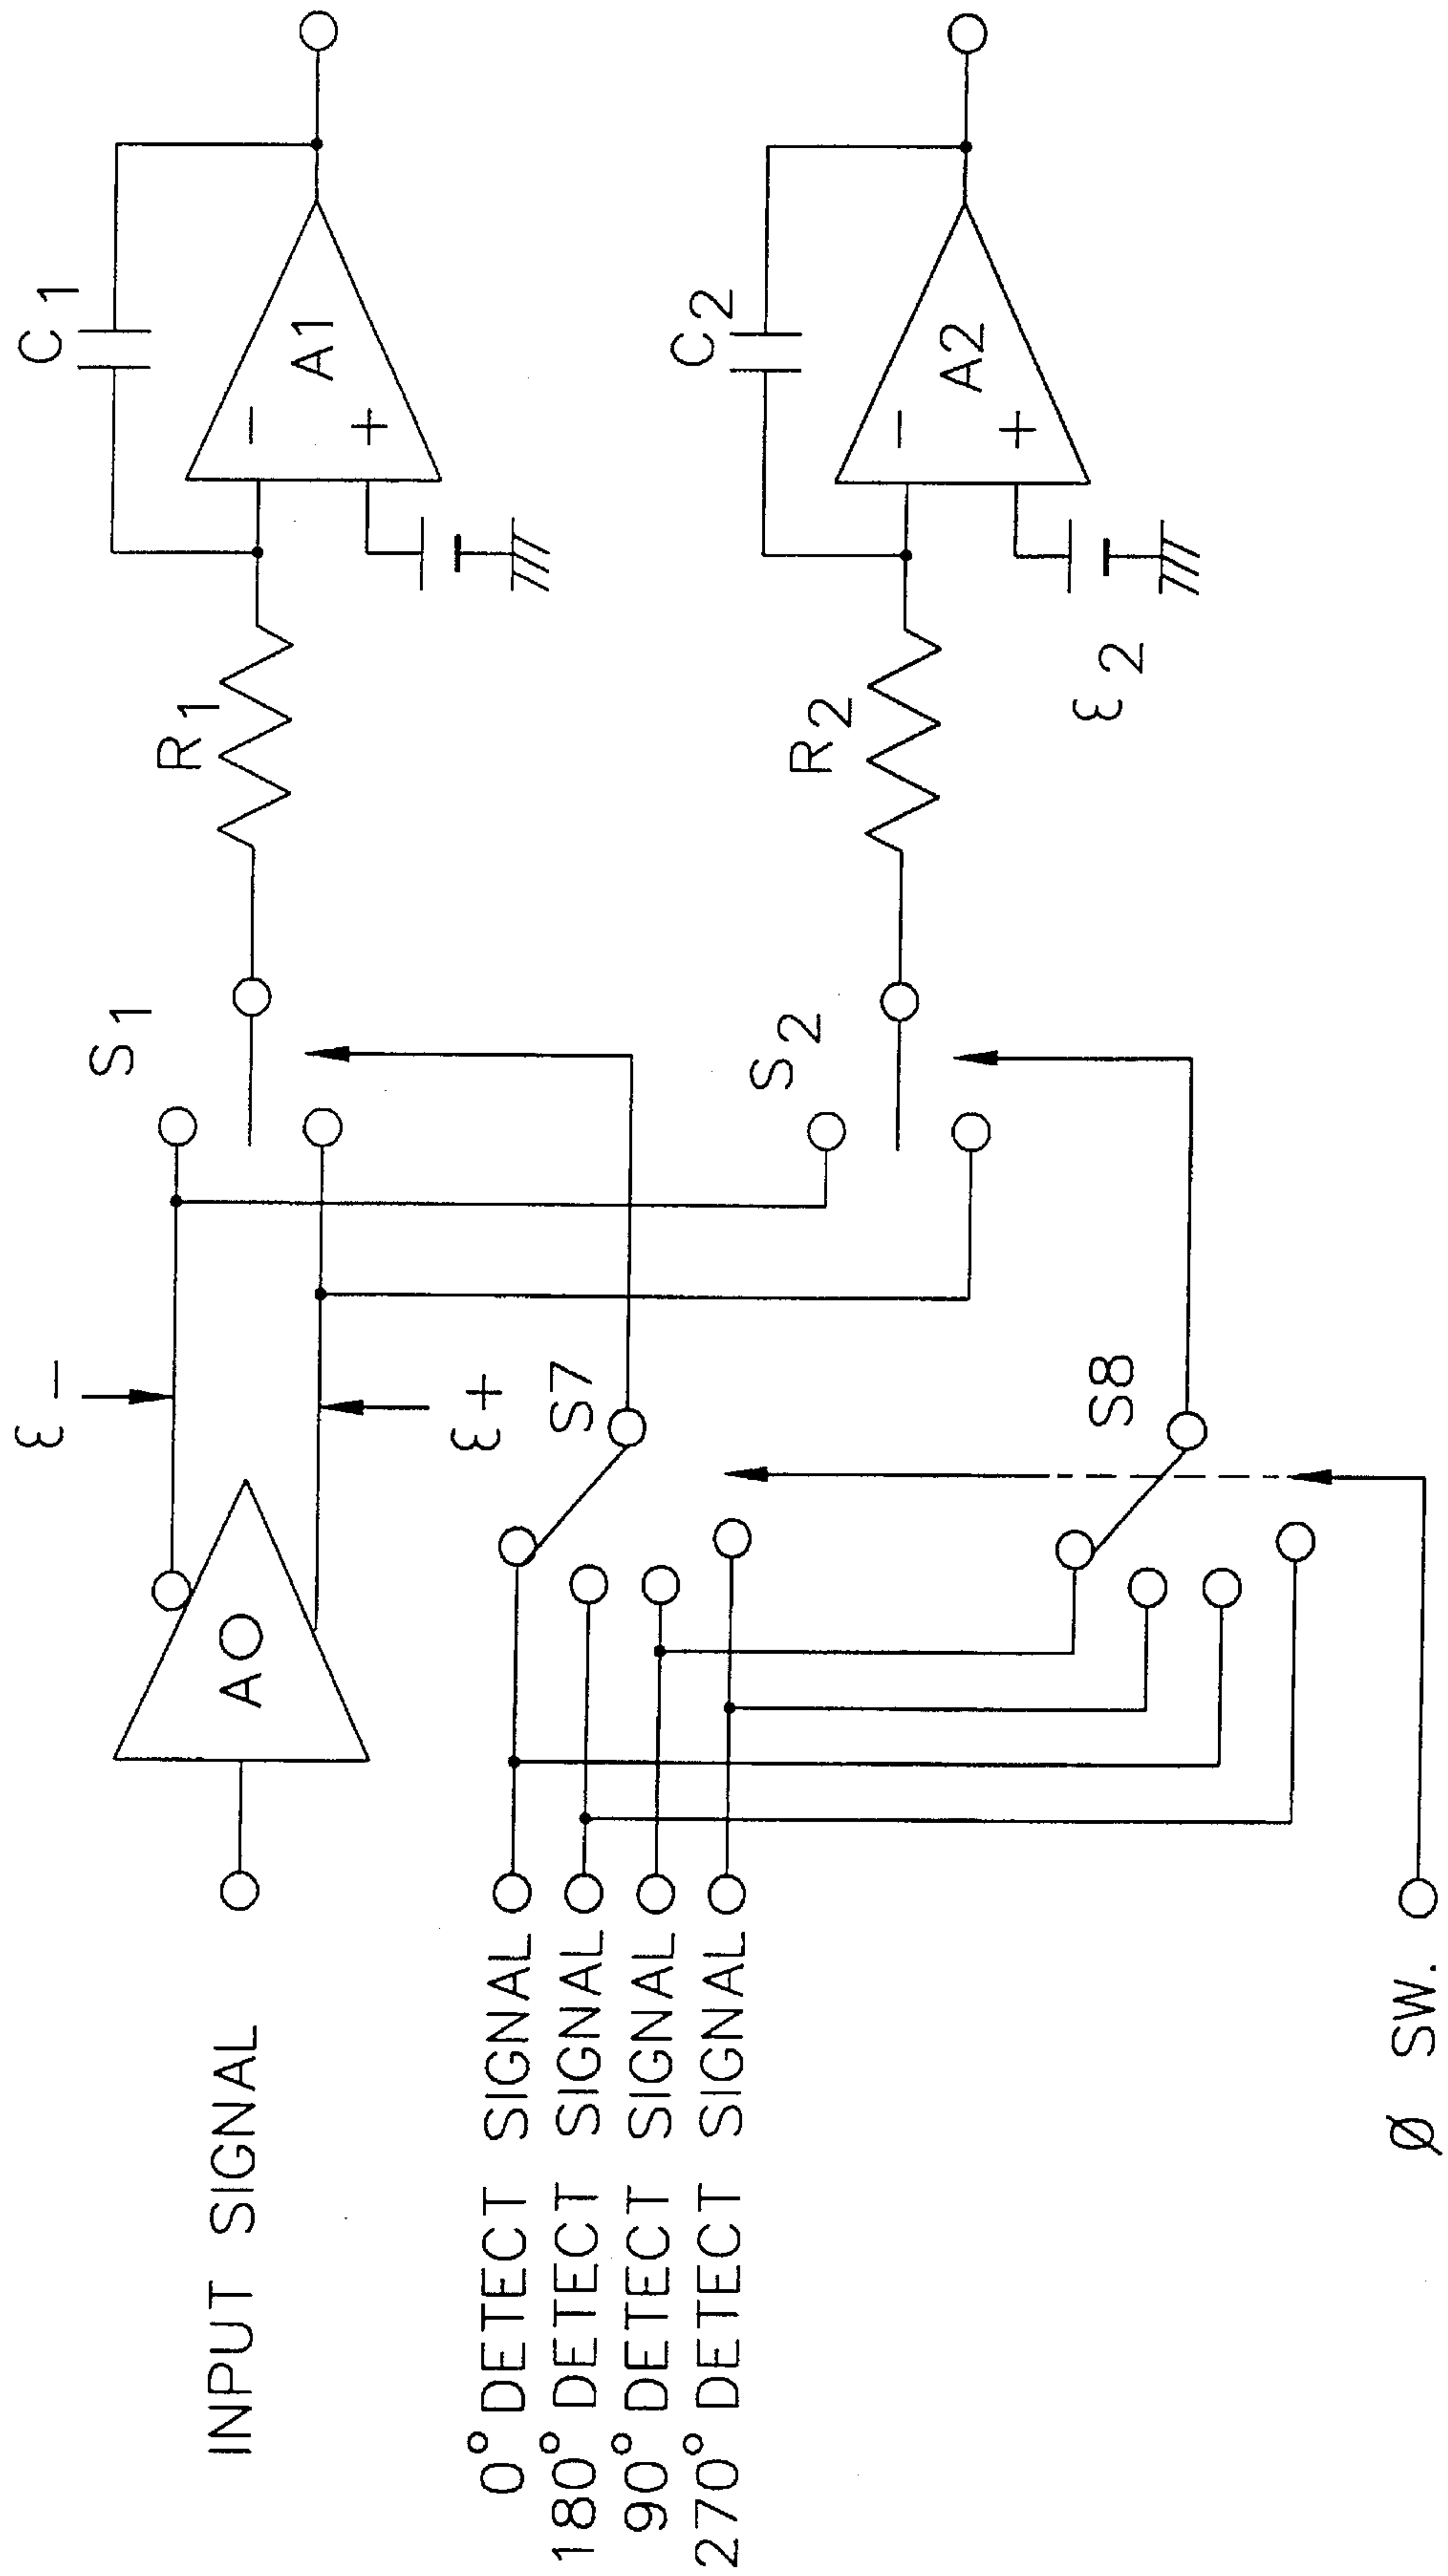 INPUT SIGNAL
A0
ε -
ε +
S1
R1
C1
-
+
A1
0° DETECT SIGNAL
180° DETECT SIGNAL
90° DETECT SIGNAL
270° DETECT SIGNAL
S7
S2
R2
C2
-
+
A2
ε2
S8
Ø SW.